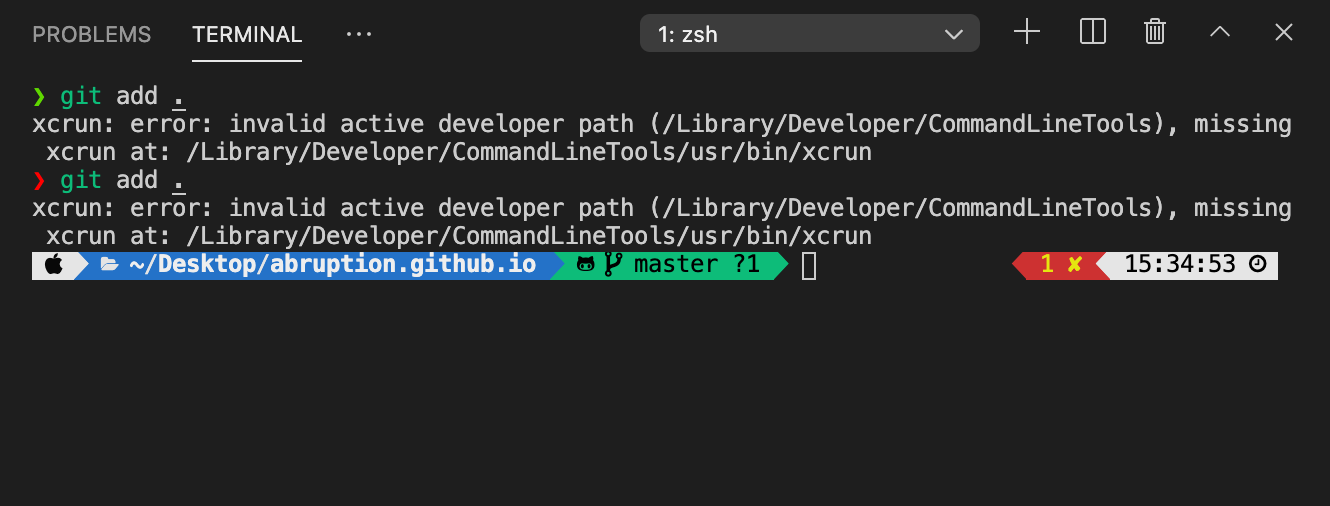 PROBLEMS TERMINAL ··· 1: zsh
❯ git add .
xcrun: error: invalid active developer path (/Library/Developer/CommandLineTools), missing
xcrun at: /Library/Developer/CommandLineTools/usr/bin/xcrun
❯ git add .
xcrun: error: invalid active developer path (/Library/Developer/CommandLineTools), missing
xcrun at: /Library/Developer/CommandLineTools/usr/bin/xcrun
~/Desktop/abruption.github.io master ?1 1 ✘ 15:34:53